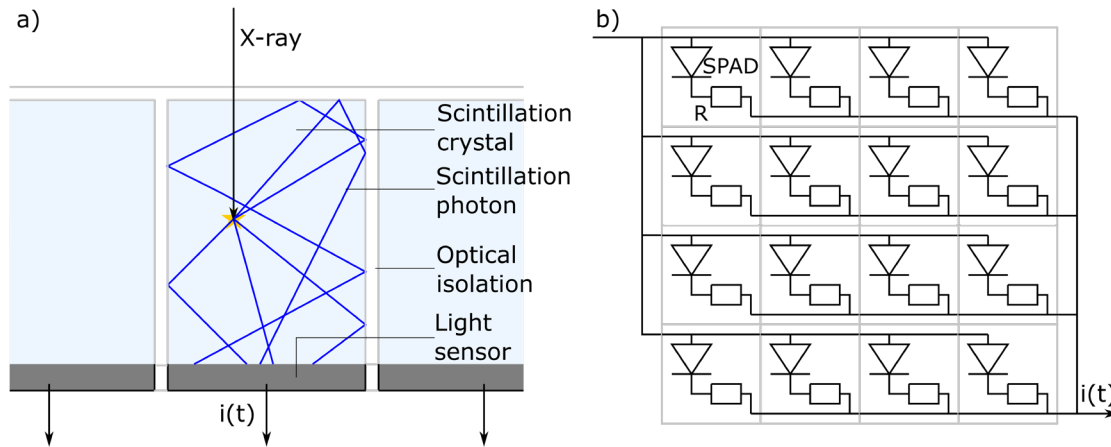 a)
X-ray
Scintillation
crystal
Scintillation
photon
Optical
isolation
Light
sensor
i(t)
b)
SPAD
R
i(t)